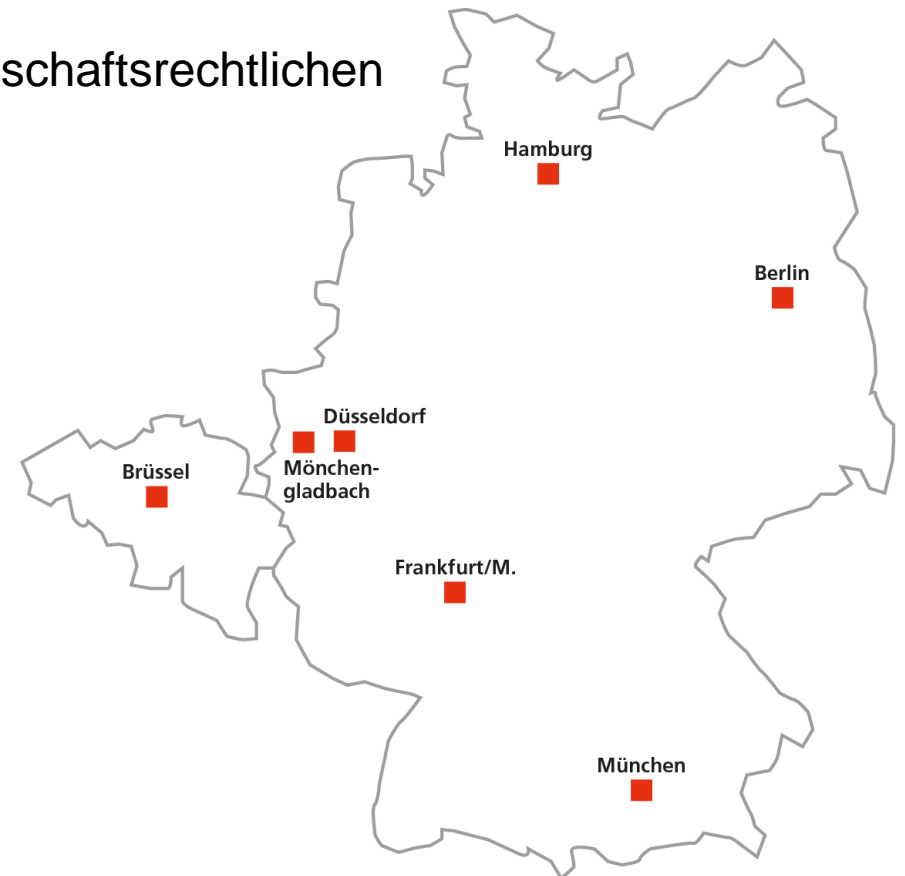 schaftsrechtlichen
Hamburg
Berlin
Düsseldorf
Mönchen-
gladbach
Brüssel
Frankfurt/M.
München